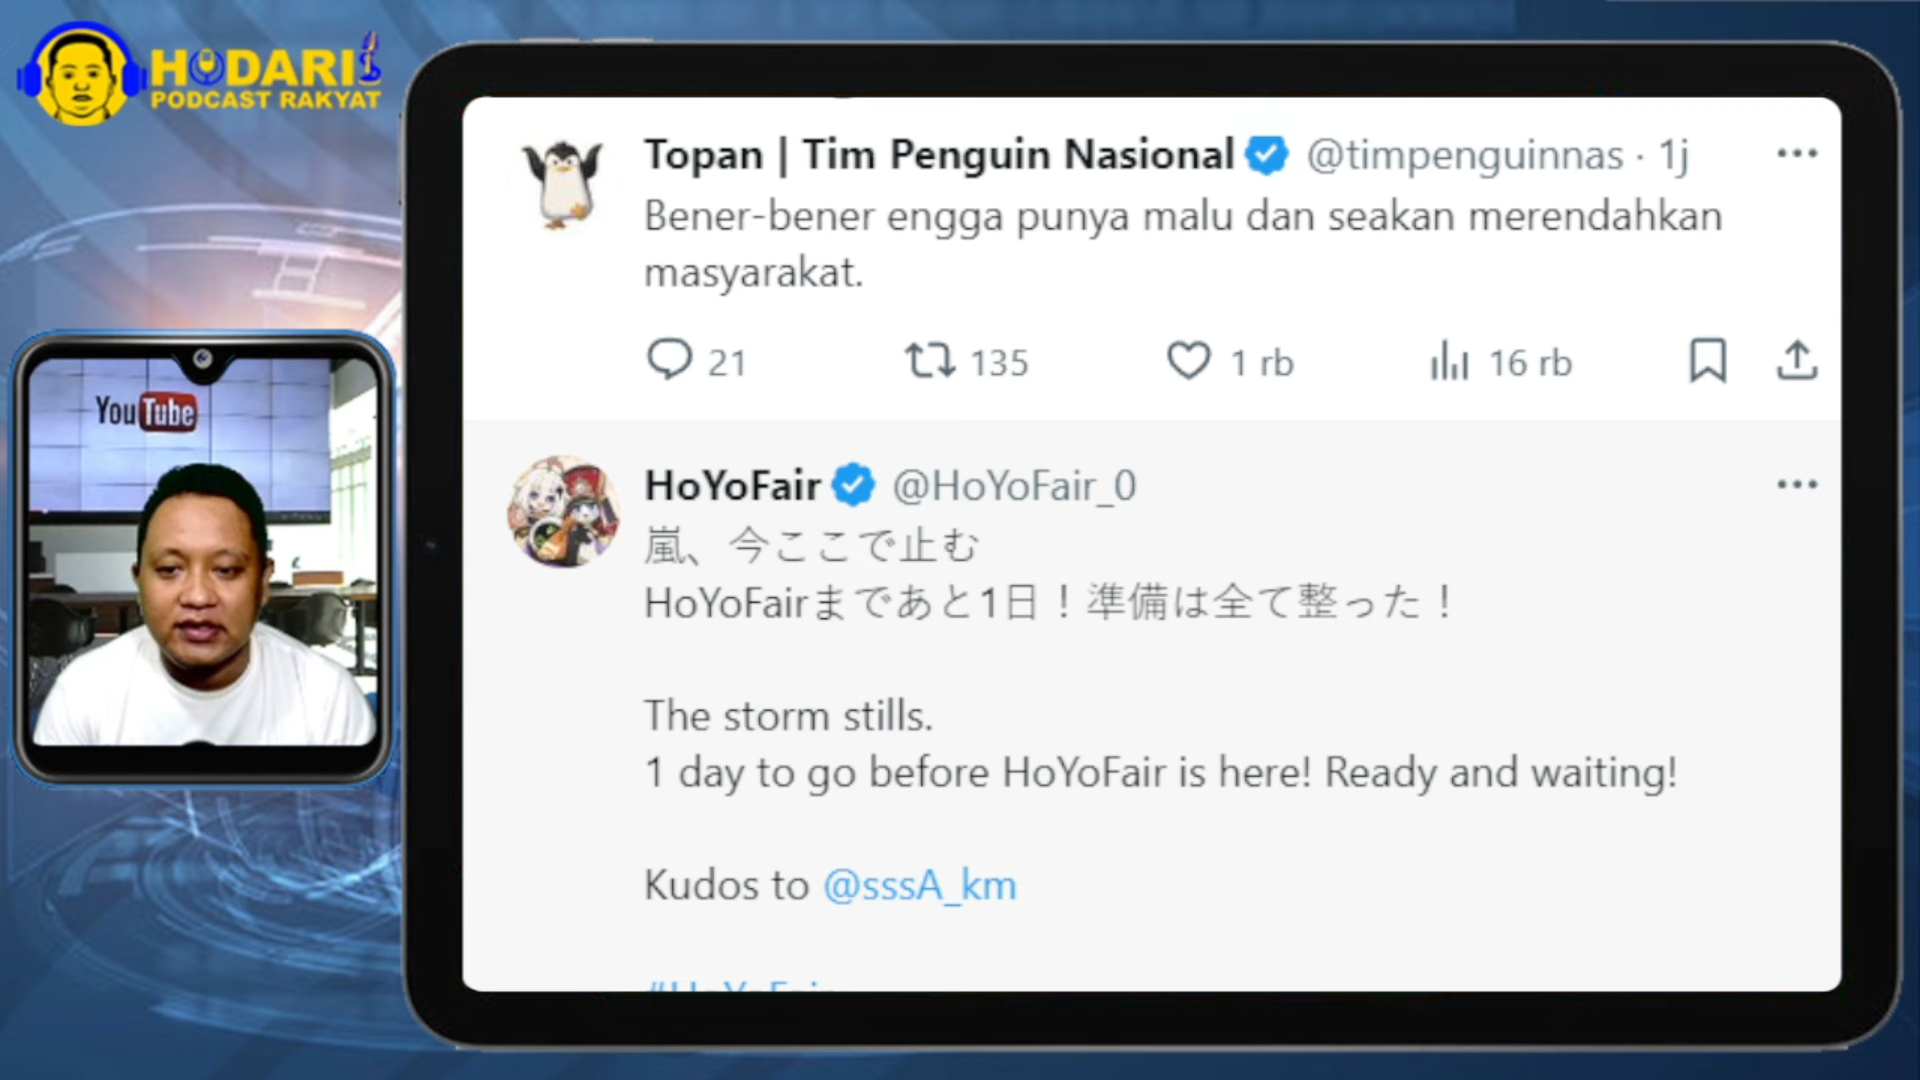 HODARI
PODCAST RAKYAT
YouTube
Topan | Tim Penguin Nasional @timpenguinnas · 1j
Bener-bener engga punya malu dan seakan merendahkan
masyarakat.
21 135 1 rb 16 rb
HoYoFair @HoYoFair_0
嵐、今ここで止む
HoYoFairまであと1日！準備は全て整った！
The storm stills.
1 day to go before HoYoFair is here! Ready and waiting!
Kudos to @sssA_km
#HoYoFair